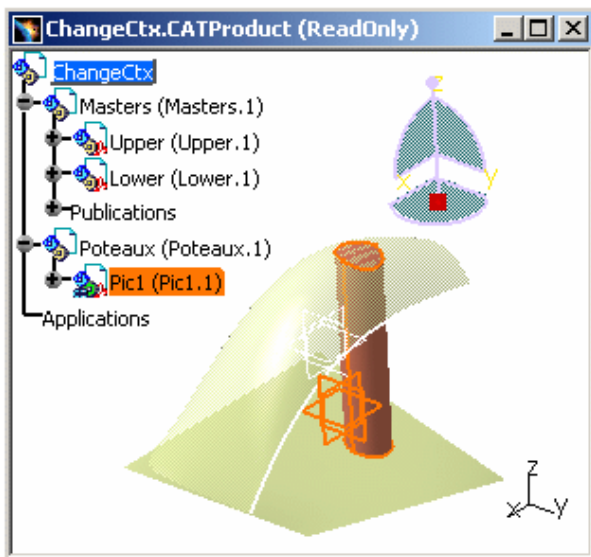 ChangeCtx.CATProduct (ReadOnly)
ChangeCtx
Masters (Masters.1)
Upper (Upper.1)
Lower (Lower.1)
Publications
Poteaux (Poteaux.1)
Pic1 (Pic1.1)
Applications
z
x
y
z
x
y